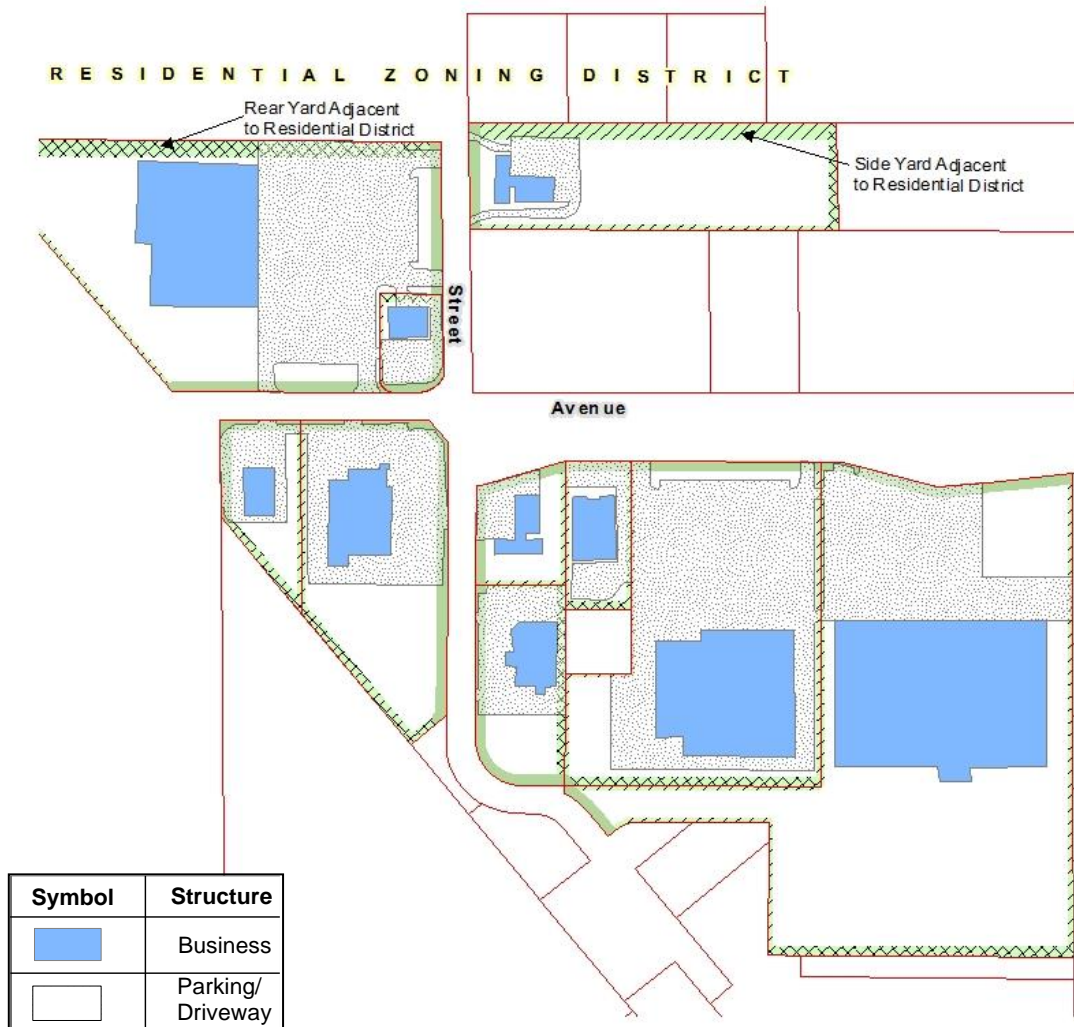 RESIDENTIAL ZONING DISTRICT
Rear Yard Adjacent
to Residential District
Side Yard Adjacent
to Residential District
Street
Avenue
Symbol Structure
Business
Parking/
Driveway